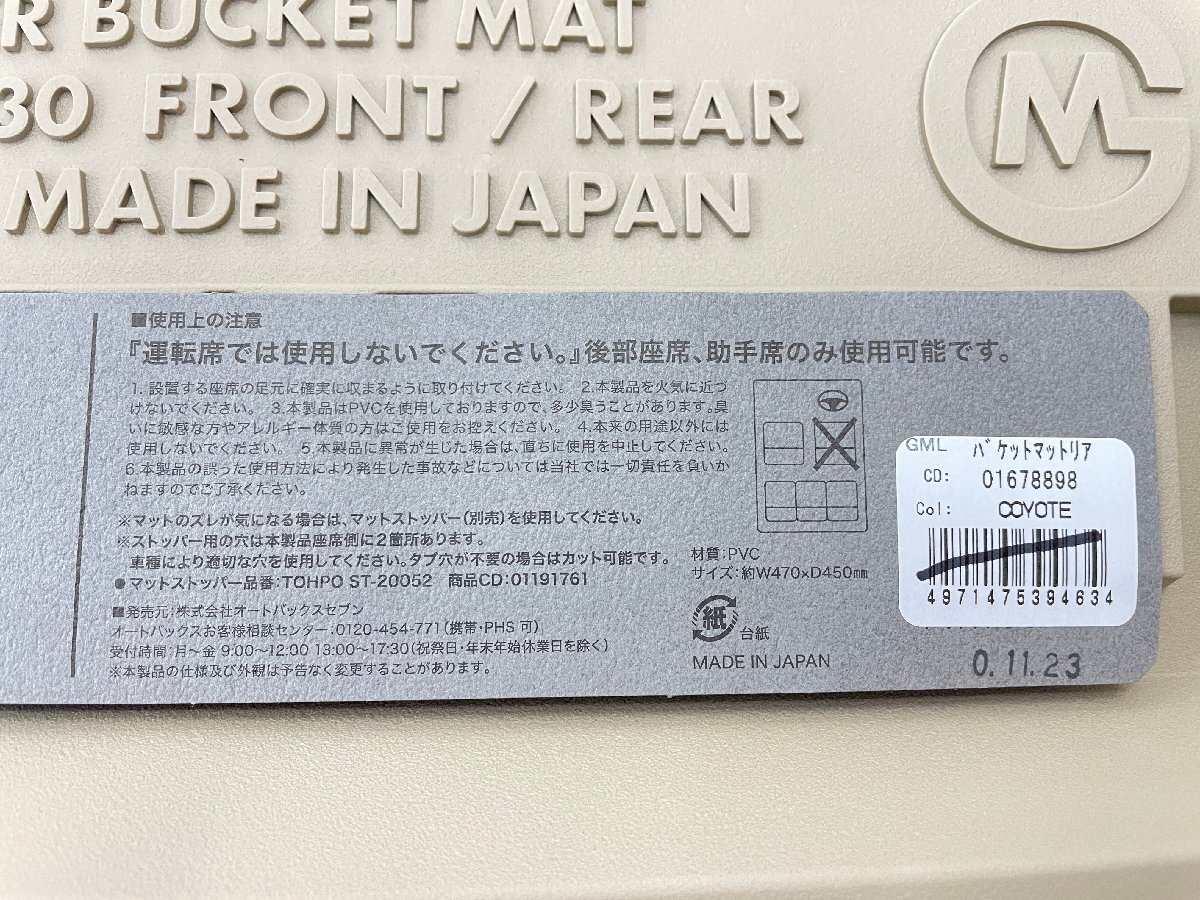 R BUCKET MAT
30 FRONT / REAR
MADE IN JAPAN
GM
■使用上の注意
『運転席では使用しないでください。』後部座席、助手席のみ使用可能です。
1. 設置する座席の足元に確実に収まるように取り付けてください。 2.本製品を火気に近づ
けないでください。 3.本製品はPVCを使用しておりますので、多少臭うことがあります。臭
いに敏感な方やアレルギー体質の方はご使用をお控えください。 4.本来の用途以外には
使用しないでください。 5.本製品に異常が生じた場合は、直ちに使用を中止してください。
6.本製品の誤った使用方法により発生した事故などについては当社では一切責任を負いか
ねますのでご了承ください。
※マットのズレが気になる場合は、マットストッパー(別売)を使用してください。
※ストッパー用の穴は本製品座席側に2箇所あります。
車種により適切な穴を使用してください。タブ穴が不要の場合はカット可能です。
●マットストッパー品番:TOHPO ST-20052 商品CD:01191761
■発売元:株式会社オートバックスセブン
オートバックスお客様相談センター:0120-454-771(携帯・PHS 可)
受付時間:月〜金 9:00〜12:00 13:00〜17:30(祝祭日・年末年始休業日を除く)
※本製品の仕様及び外観は予告なく変更することがあります。
材質:PVC
サイズ:約W470×D450mm
紙 台紙
MADE IN JAPAN
GML バケットマットリア
CD: 01678898
Col: COYOTE
4971475394634
0.11.23